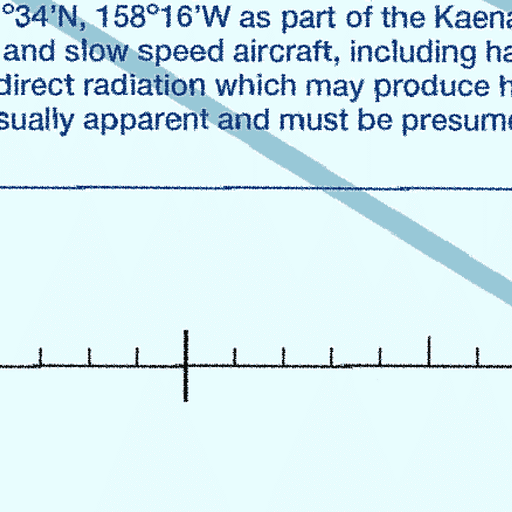 °34'N, 158°16'W as part of the Kaena
and slow speed aircraft, including ha
direct radiation which may produce h
sually apparent and must be presume